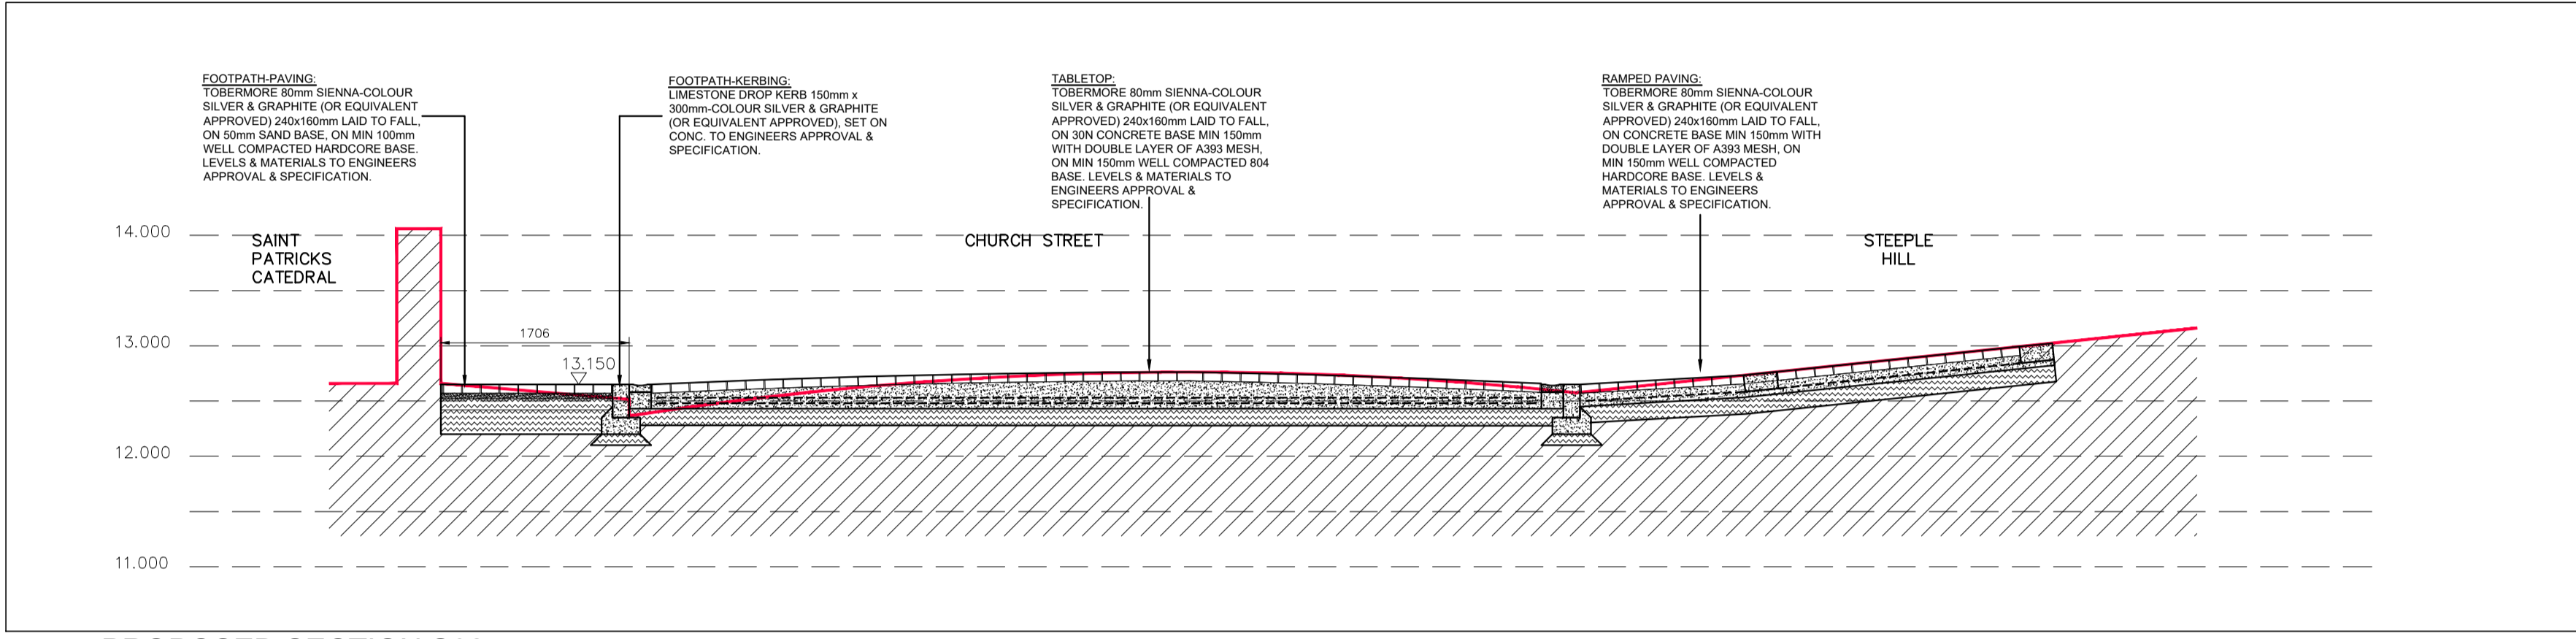 FOOTPATH-PAVING:
TOBERMORE 80mm SIENNA-COLOUR
SILVER & GRAPHITE (OR EQUIVALENT
APPROVED) 240x160mm LAID TO FALL,
ON 50mm SAND BASE, ON MIN 100mm
WELL COMPACTED HARDCORE BASE.
LEVELS & MATERIALS TO ENGINEERS
APPROVAL & SPECIFICATION.
FOOTPATH-KERBING:
LIMESTONE DROP KERB 150mm x
300mm-COLOUR SILVER & GRAPHITE
(OR EQUIVALENT APPROVED), SET ON
CONC. TO ENGINEERS APPROVAL &
SPECIFICATION.
TABLETOP:
TOBERMORE 80mm SIENNA-COLOUR
SILVER & GRAPHITE (OR EQUIVALENT
APPROVED) 240x160mm LAID TO FALL,
ON 30N CONCRETE BASE MIN 150mm
WITH DOUBLE LAYER OF A393 MESH,
ON MIN 150mm WELL COMPACTED 804
BASE. LEVELS & MATERIALS TO
ENGINEERS APPROVAL &
SPECIFICATION.
RAMPED PAVING:
TOBERMORE 80mm SIENNA-COLOUR
SILVER & GRAPHITE (OR EQUIVALENT
APPROVED) 240x160mm LAID TO FALL,
ON CONCRETE BASE MIN 150mm WITH
DOUBLE LAYER OF A393 MESH, ON
MIN 150mm WELL COMPACTED
HARDCORE BASE. LEVELS &
MATERIALS TO ENGINEERS
APPROVAL & SPECIFICATION.
14.000
SAINT
PATRICKS
CATEDRAL
CHURCH STREET
STEEPLE
HILL
1706
13.000
13.150
12.000
11.000